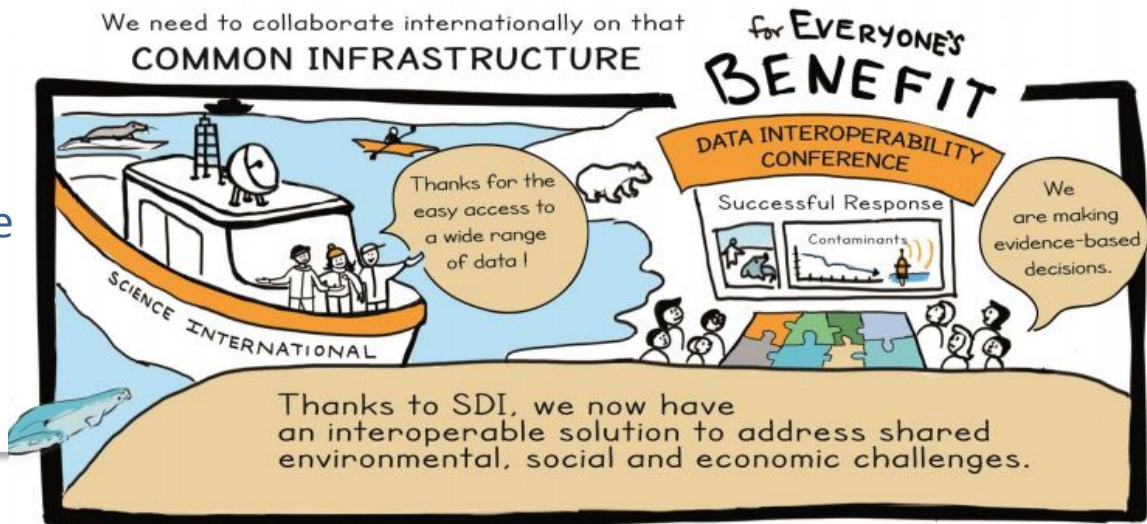 We need to collaborate internationally on that
COMMON INFRASTRUCTURE
for EVERYONE'S
BENEFIT
e
SCIENCE INTERNATIONAL
Thanks for the
easy access to
a wide range
of data !
DATA INTEROPERABILITY
CONFERENCE
Successful Response
Contaminants
We
are making
evidence-based
decisions.
Thanks to SDI, we now have
an interoperable solution to address shared
environmental, social and economic challenges.